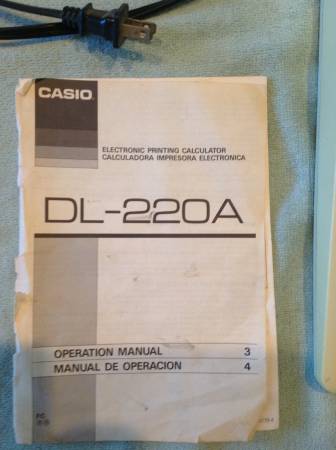 CASIO
ELECTRONIC PRINTING CALCULATOR
CALCULADORA IMPRESORA ELECTRONICA
DL-220A
OPERATION MANUAL 3
MANUAL DE OPERACION 4